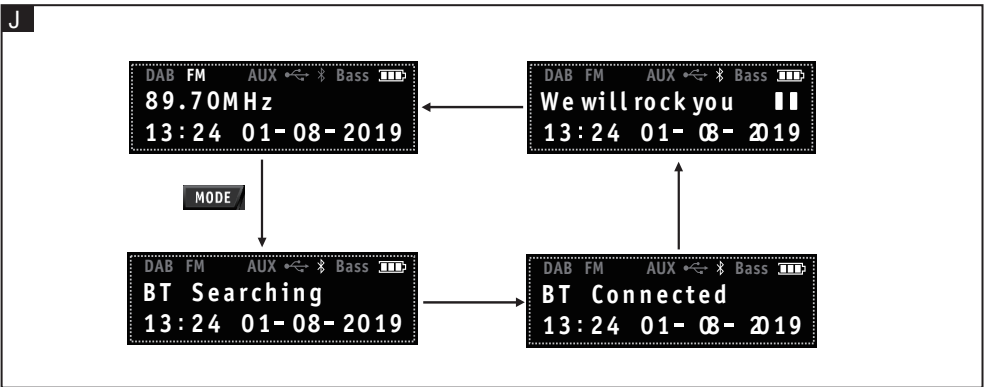 J
DAB FM AUX Bass
89.70MHz
13:24 01-08-2019
DAB FM AUX Bass
We will rock you
13:24 01-08-2019
MODE
DAB FM AUX Bass
BT Searching
13:24 01-08-2019
DAB FM AUX Bass
BT Connected
13:24 01-08-2019